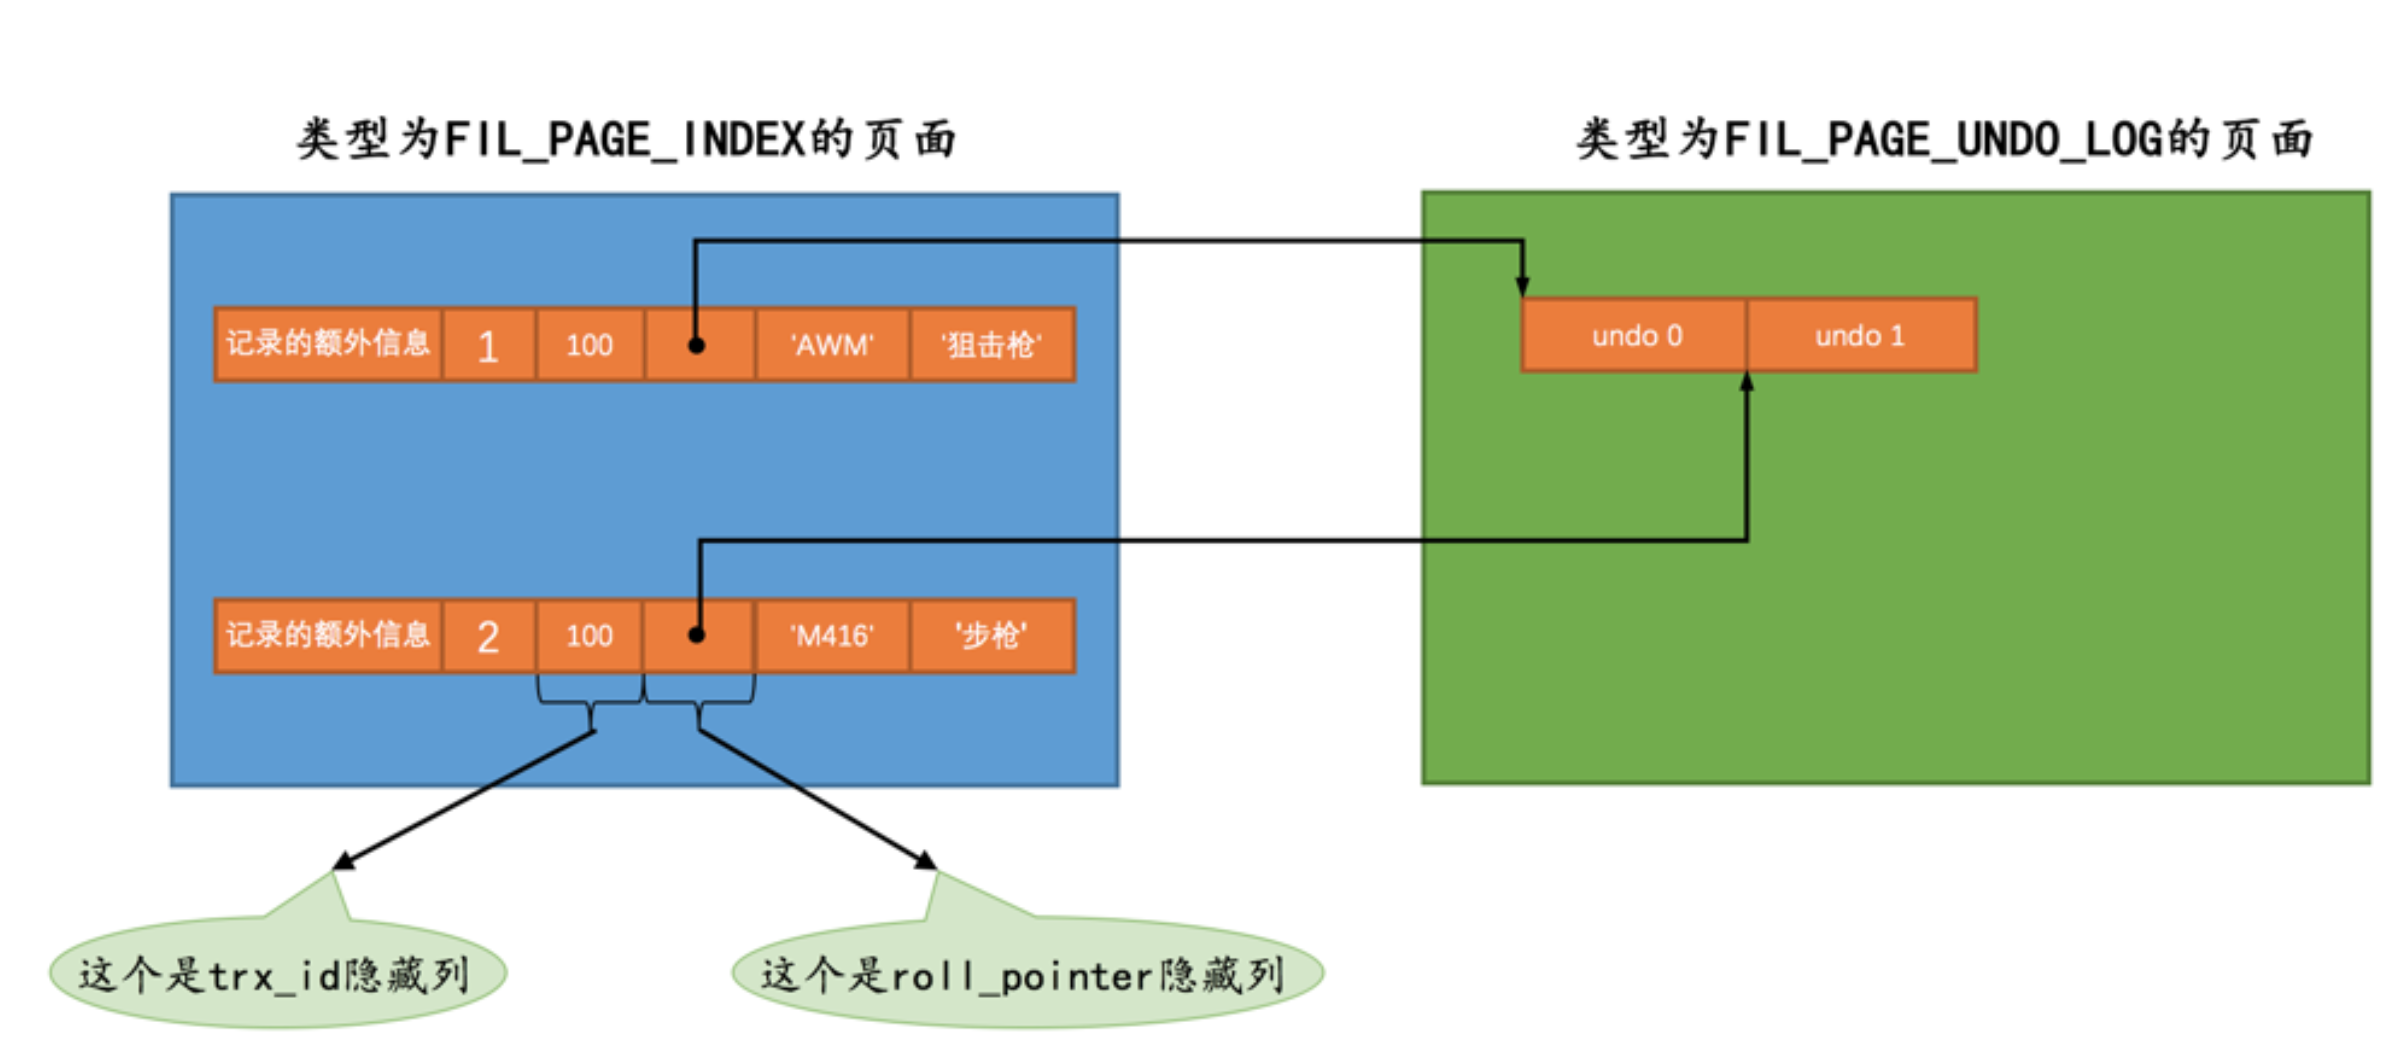 类型为FIL_PAGE_INDEX的页面
类型为FIL_PAGE_UNDO_LOG的页面
记录的额外信息 1 100 'AWM' '狙击枪'
undo 0 undo 1
记录的额外信息 2 100 'M416' '步枪'
这个是trx_id隐藏列
这个是roll_pointer隐藏列